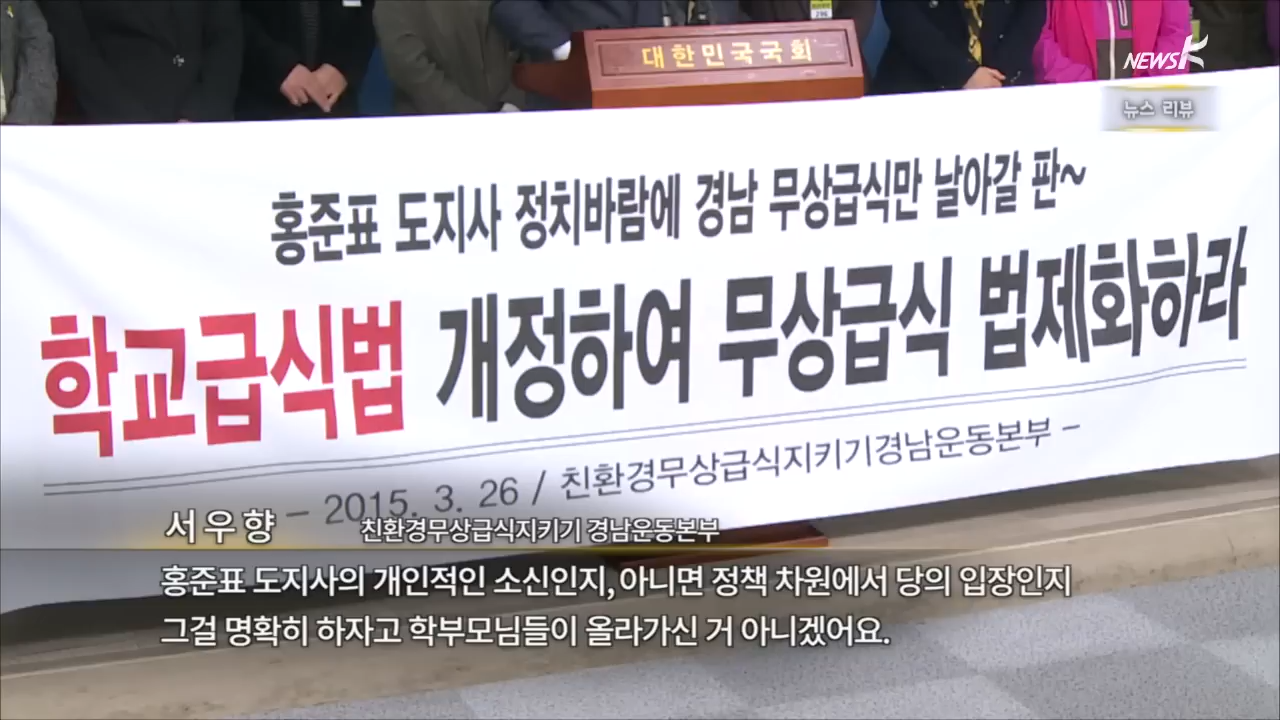 대한민국국회
NEWS K
뉴스 리뷰
홍준표 도지사 정치바람에 경남 무상급식만 날아갈 판~
학교급식법 개정하여 무상급식 법제화하라
- 2015. 3. 26 / 친환경무상급식지키기경남운동본부 -
서우향 친환경무상급식지키기 경남운동본부
홍준표 도지사의 개인적인 소신인지, 아니면 정책 차원에서 당의 입장인지
그걸 명확히 하자고 학부모님들이 올라가신 거 아니겠어요.